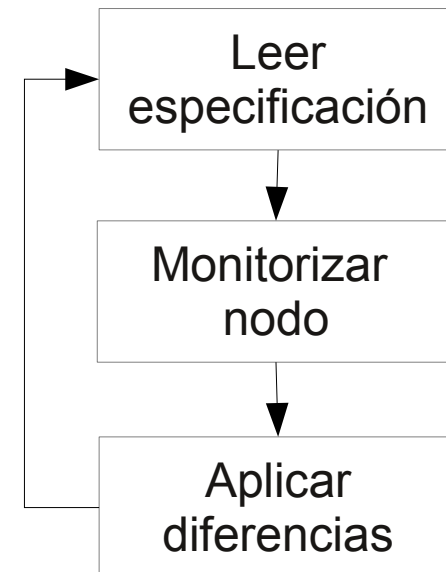 Leer
especificación
Monitorizar
nodo
Aplicar
diferencias